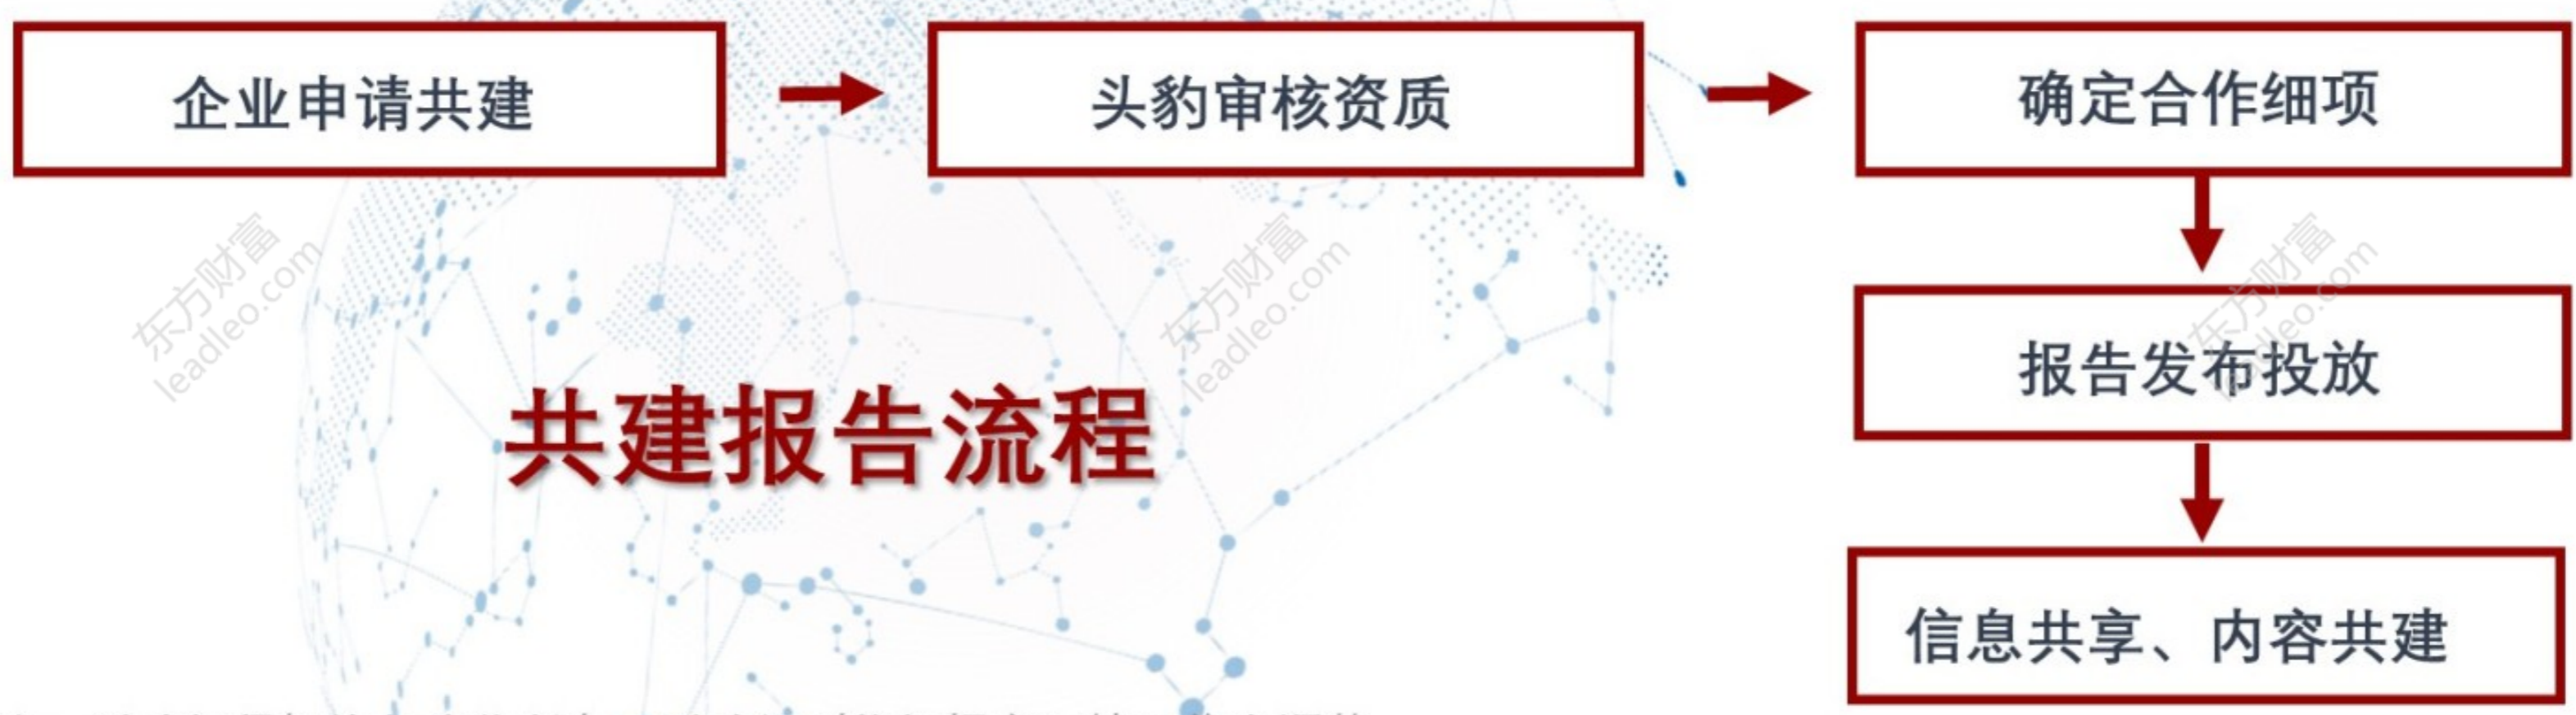 企业申请共建
头豹审核资质
确定合作细项
东方财富
leadleo.com
东方财富
leadleo.com
东方财富
leadleo.com
报告发布投放
共建报告流程
信息共享、内容共建